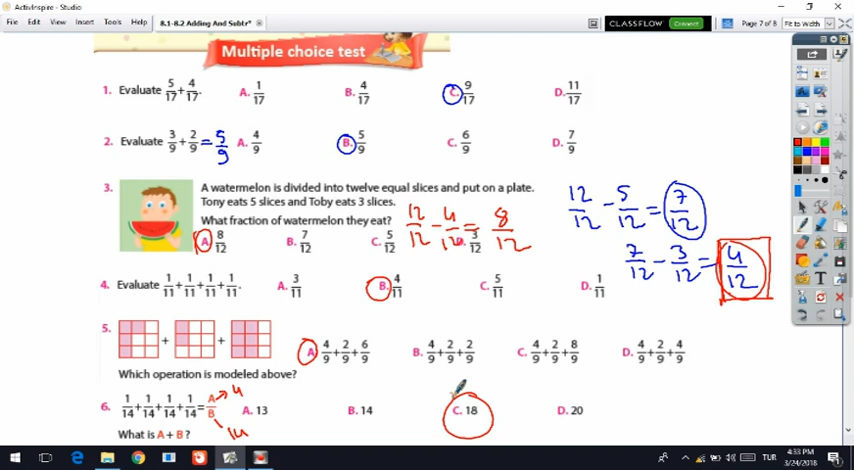 ActivInspire - Studio
File Edit View Insert Tools Help 8.1-8.2 Adding And Subtr* CLASSFLOW Connect Page 7 of 8 Fit to Width
Multiple choice test
1. Evaluate 5/17 + 4/17. A. 1/17 B. 4/17 C. 9/17 D. 11/17
2. Evaluate 3/9 + 2/9 = 5/9 A. 4/9 B. 5/9 C. 6/9 D. 7/9
3. A watermelon is divided into twelve equal slices and put on a plate.
Tony eats 5 slices and Toby eats 3 slices.
What fraction of watermelon they eat?
12/12 - 4/12 = 8/12
12/12 - 5/12 = 7/12
7/12 - 3/12 = 4/12
A. 8/12 B. 7/12 C. 5/12 D. 3/12
4. Evaluate 1/11 + 1/11 + 1/11 + 1/11. A. 3/11 B. 4/11 C. 5/11 D. 1/11
5. + +
A. 4/9 + 2/9 + 6/9 B. 4/9 + 2/9 + 2/9 C. 4/9 + 2/9 + 8/9 D. 4/9 + 2/9 + 4/9
Which operation is modeled above?
6. 1/14 + 1/14 + 1/14 + 1/14 = A/B A. 13 B. 14 C. 18 D. 20
4
14
What is A + B ?
TUR
4:33 PM
3/24/2018